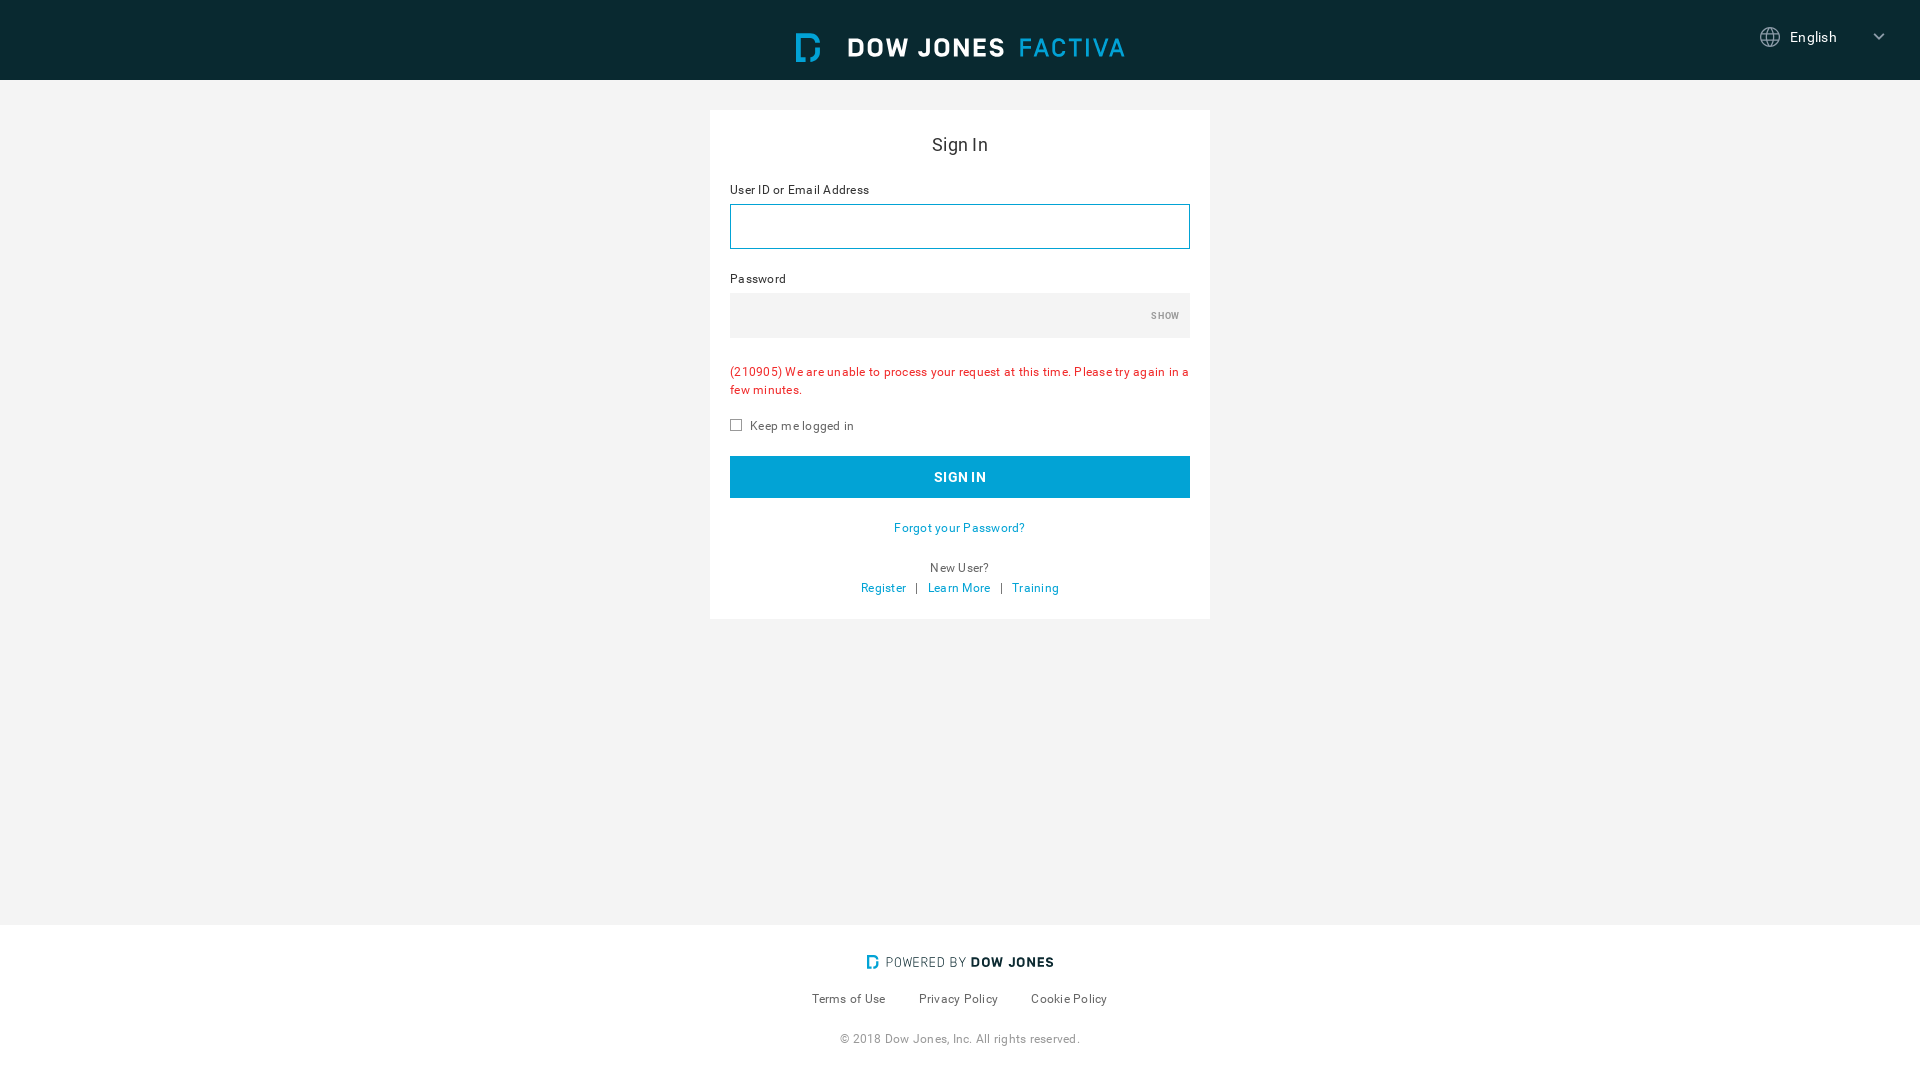 DOW JONES FACTIVA
English
Sign In
User ID or Email Address
Password
SHOW
(210905) We are unable to process your request at this time. Please try again in a
few minutes.
Keep me logged in
SIGN IN
Forgot your Password?
New User?
Register | Learn More | Training
POWERED BY DOW JONES
Terms of Use Privacy Policy Cookie Policy
© 2018 Dow Jones, Inc. All rights reserved.